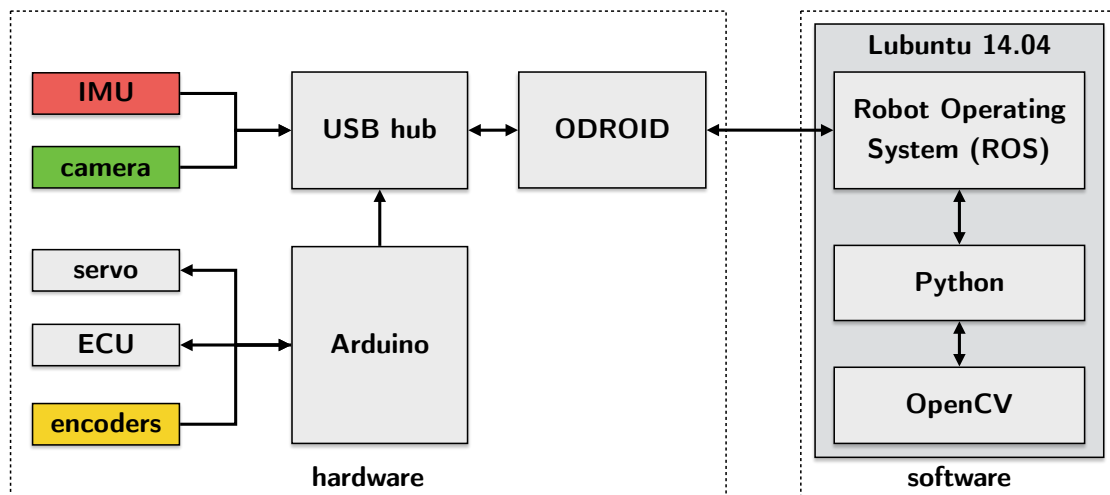 Lubuntu 14.04
IMU
USB hub
ODROID
Robot Operating
System (ROS)
camera
servo
ECU
encoders
Arduino
Python
OpenCV
hardware
software